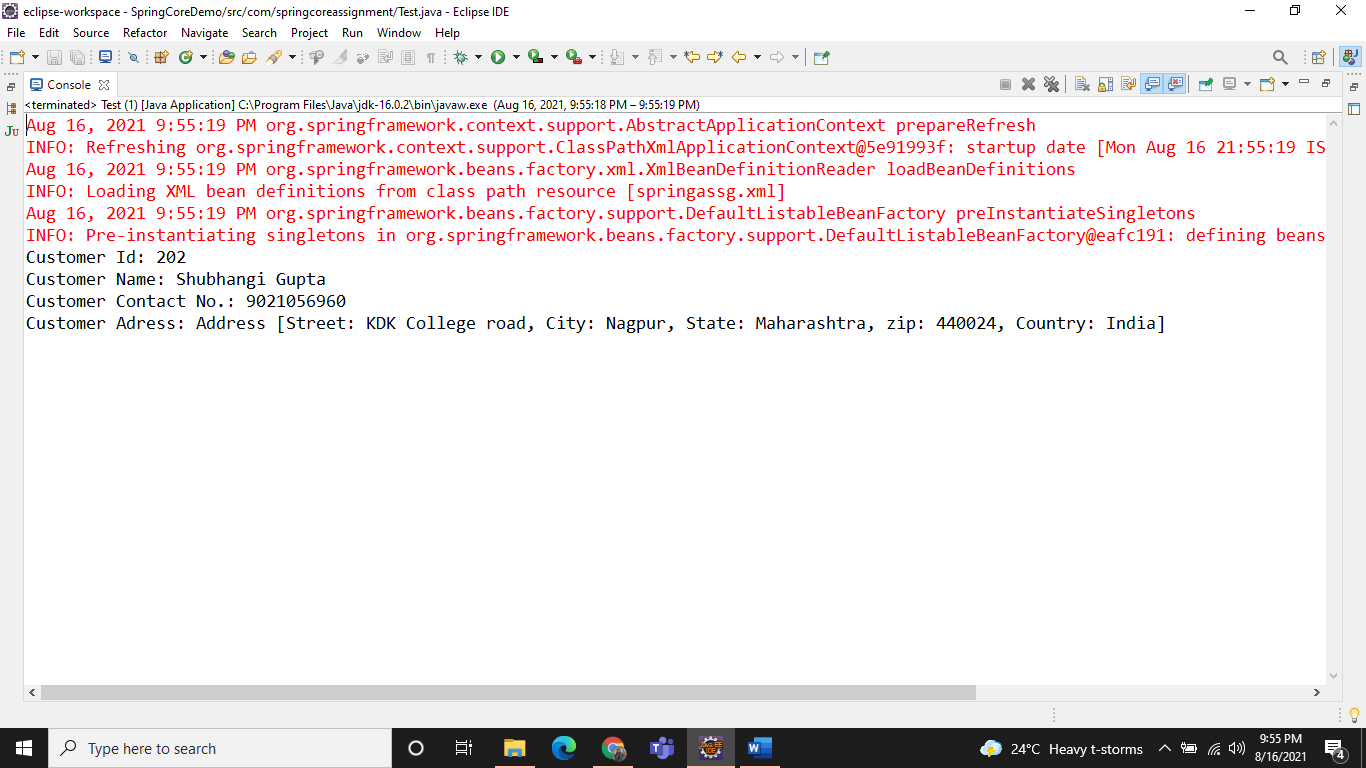 eclipse-workspace - SpringCoreDemo/src/com/springcoreassignment/Test.java - Eclipse IDE
File Edit Source Refactor Navigate Search Project Run Window Help
Console
<terminated> Test (1) [Java Application] C:\Program Files\Java\jdk-16.0.2\bin\javaw.exe (Aug 16, 2021, 9:55:18 PM – 9:55:19 PM)
Aug 16, 2021 9:55:19 PM org.springframework.context.support.AbstractApplicationContext prepareRefresh
INFO: Refreshing org.springframework.context.support.ClassPathXmlApplicationContext@5e91993f: startup date [Mon Aug 16 21:55:19 IS
Aug 16, 2021 9:55:19 PM org.springframework.beans.factory.xml.XmlBeanDefinitionReader loadBeanDefinitions
INFO: Loading XML bean definitions from class path resource [springassg.xml]
Aug 16, 2021 9:55:19 PM org.springframework.beans.factory.support.DefaultListableBeanFactory preInstantiateSingletons
INFO: Pre-instantiating singletons in org.springframework.beans.factory.support.DefaultListableBeanFactory@eafc191: defining beans
Customer Id: 202
Customer Name: Shubhangi Gupta
Customer Contact No.: 9021056960
Customer Adress: Address [Street: KDK College road, City: Nagpur, State: Maharashtra, zip: 440024, Country: India]
Ju
Type here to search
24°C Heavy t-storms
9:55 PM
8/16/2021
4